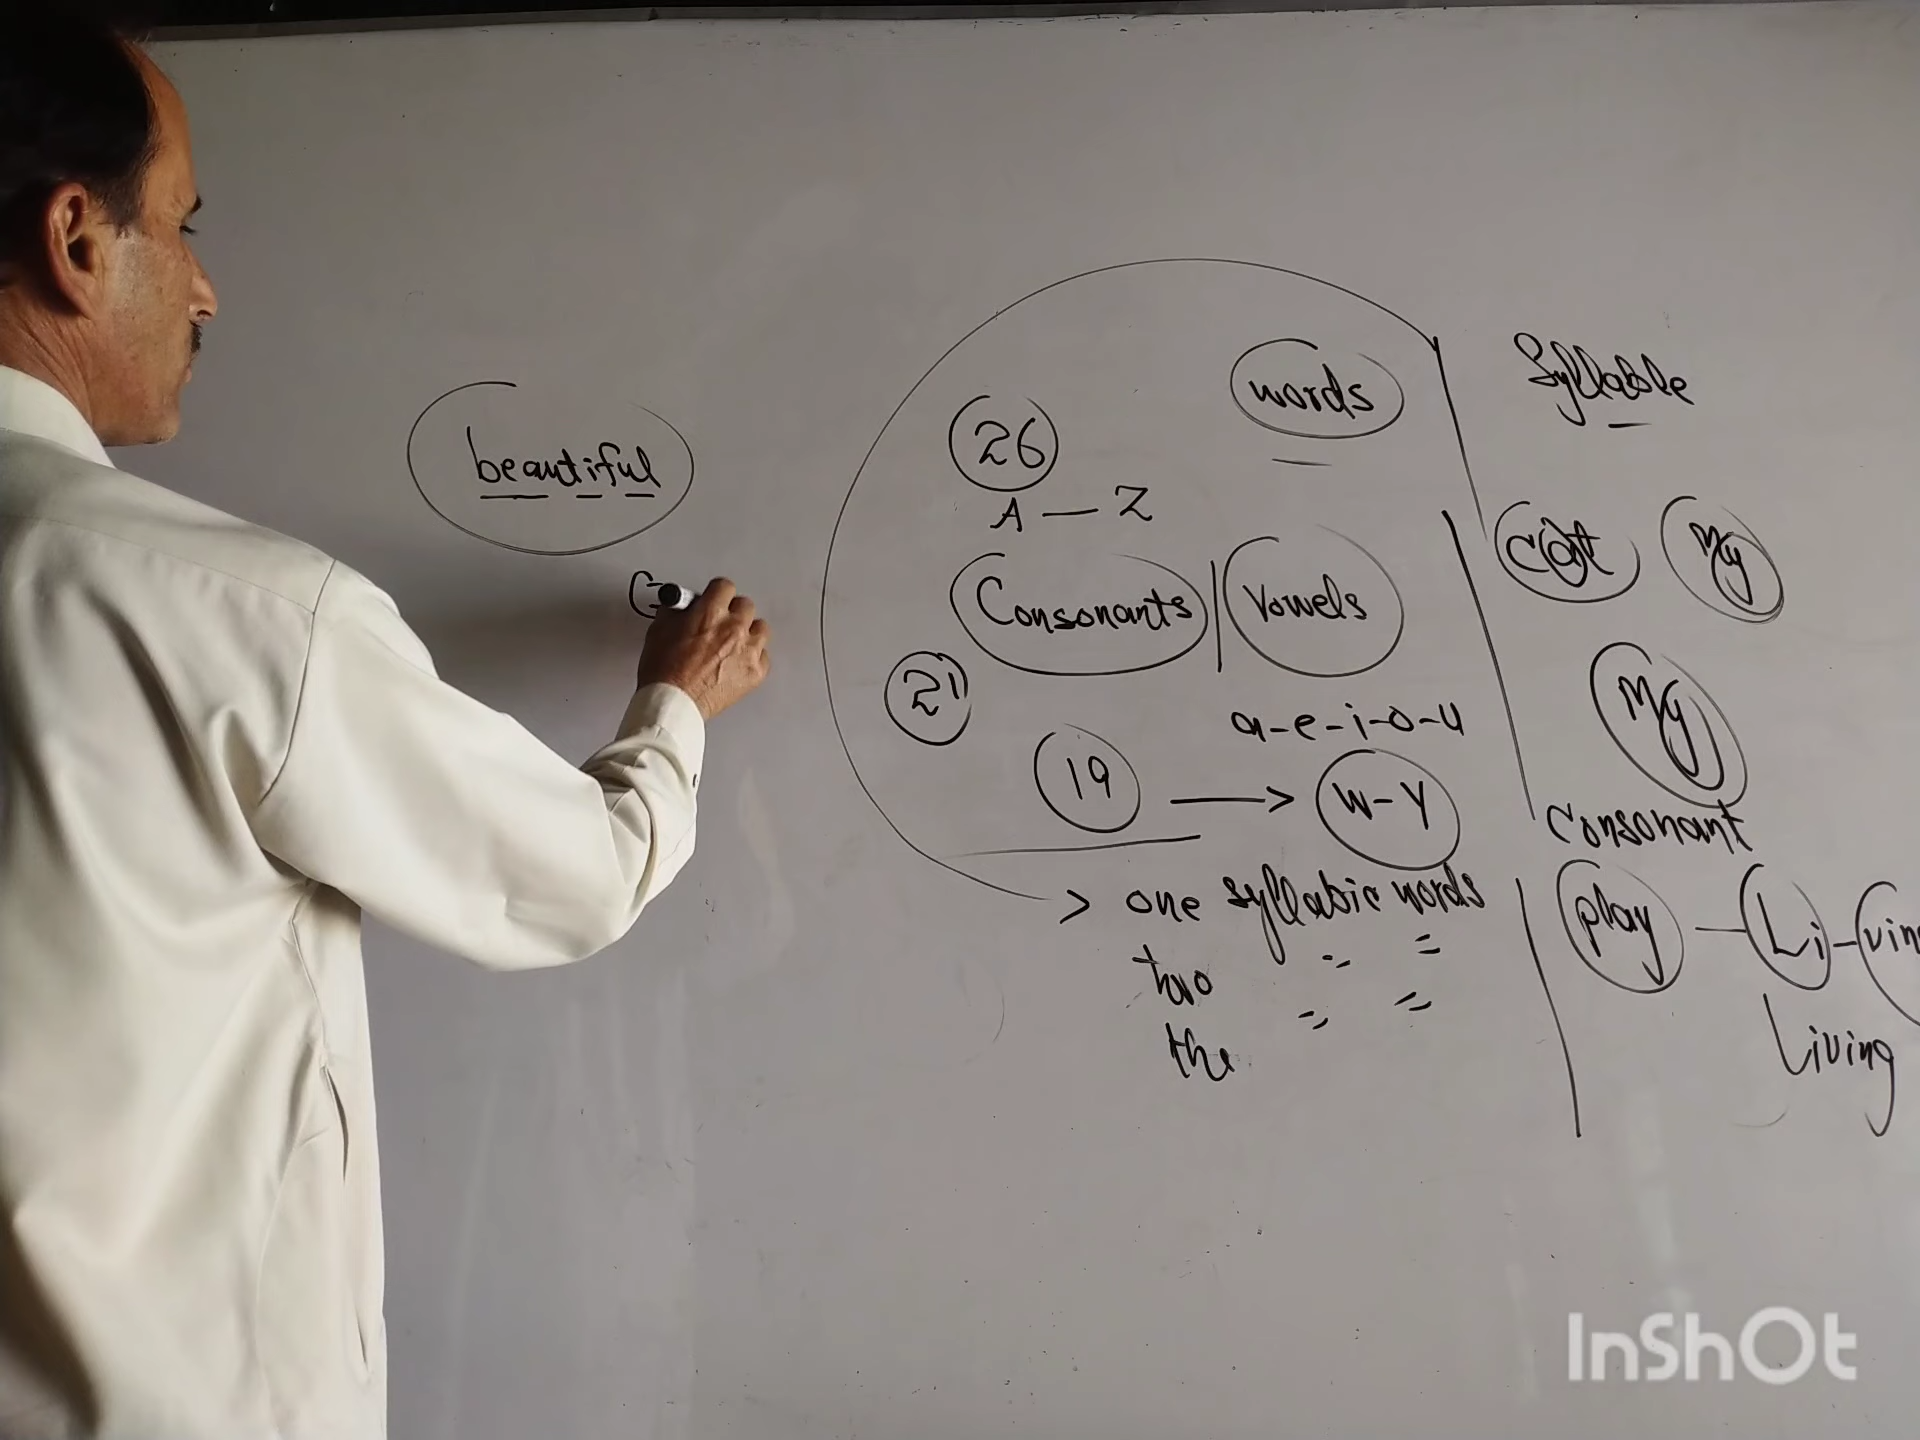 beautiful
words
26
A — Z
Consonants / Vowels
21
a-e-i-o-u
19 → W-Y
> one syllabic words
two " "
the " "
Syllable
Cat My
My
Consonant
play — Li - vin
Living
InShOt